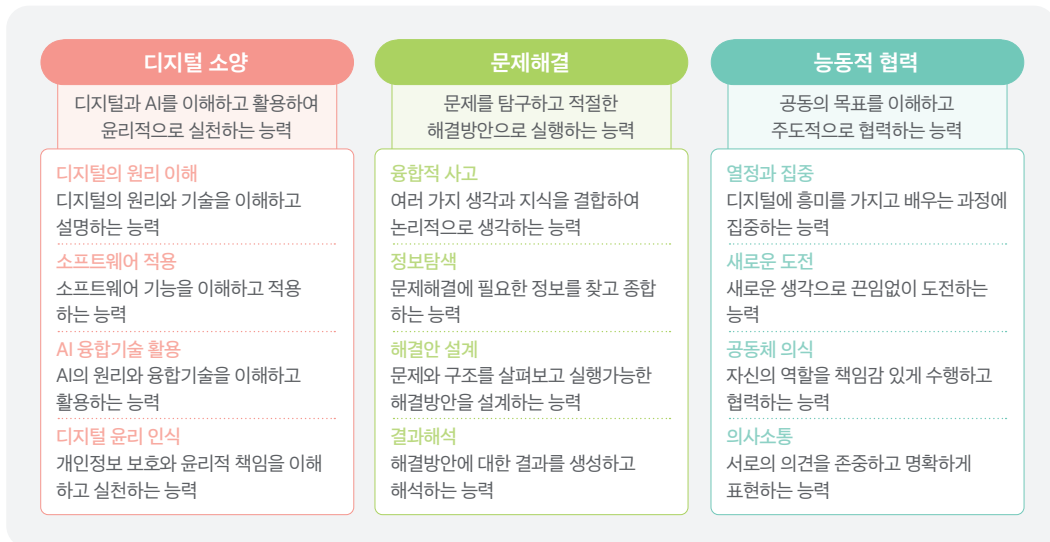 디지털 소양
디지털과 AI를 이해하고 활용하여
윤리적으로 실천하는 능력
디지털의 원리 이해
디지털의 원리와 기술을 이해하고
설명하는 능력
소프트웨어 적용
소프트웨어 기능을 이해하고 적용
하는 능력
AI 융합기술 활용
AI의 원리와 융합기술을 이해하고
활용하는 능력
디지털 윤리 인식
개인정보 보호와 윤리적 책임을 이해
하고 실천하는 능력
문제해결
문제를 탐구하고 적절한
해결방안으로 실행하는 능력
융합적 사고
여러 가지 생각과 지식을 결합하여
논리적으로 생각하는 능력
정보탐색
문제해결에 필요한 정보를 찾고 종합
하는 능력
해결안 설계
문제와 구조를 살펴보고 실행가능한
해결방안을 설계하는 능력
결과해석
해결방안에 대한 결과를 생성하고
해석하는 능력
능동적 협력
공동의 목표를 이해하고
주도적으로 협력하는 능력
열정과 집중
디지털에 흥미를 가지고 배우는 과정에
집중하는 능력
새로운 도전
새로운 생각으로 끈임없이 도전하는
능력
공동체 의식
자신의 역할을 책임감 있게 수행하고
협력하는 능력
의사소통
서로의 의견을 존중하고 명확하게
표현하는 능력